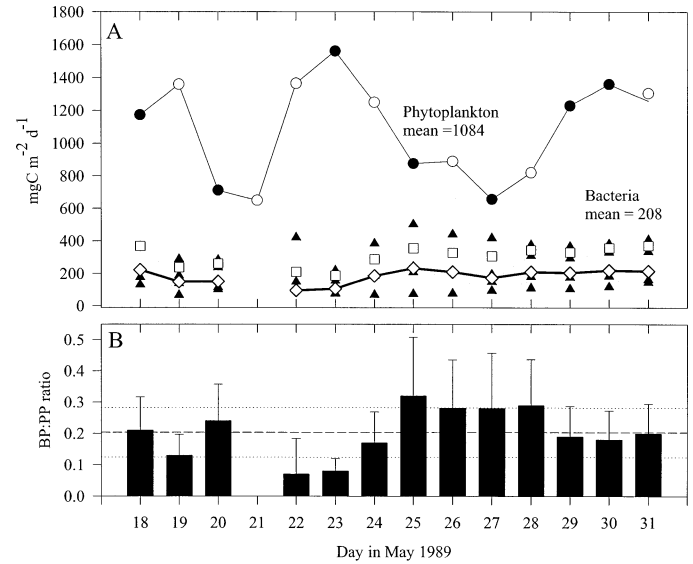 A
1800
1600
1400
1200
1000
800
600
400
200
0
mgC m-2 d-1
Phytoplankton
mean =1084
Bacteria
mean = 208
B
0.5
0.4
0.3
0.2
0.1
0.0
BP:PP ratio
18 19 20 21 22 23 24 25 26 27 28 29 30 31
Day in May 1989